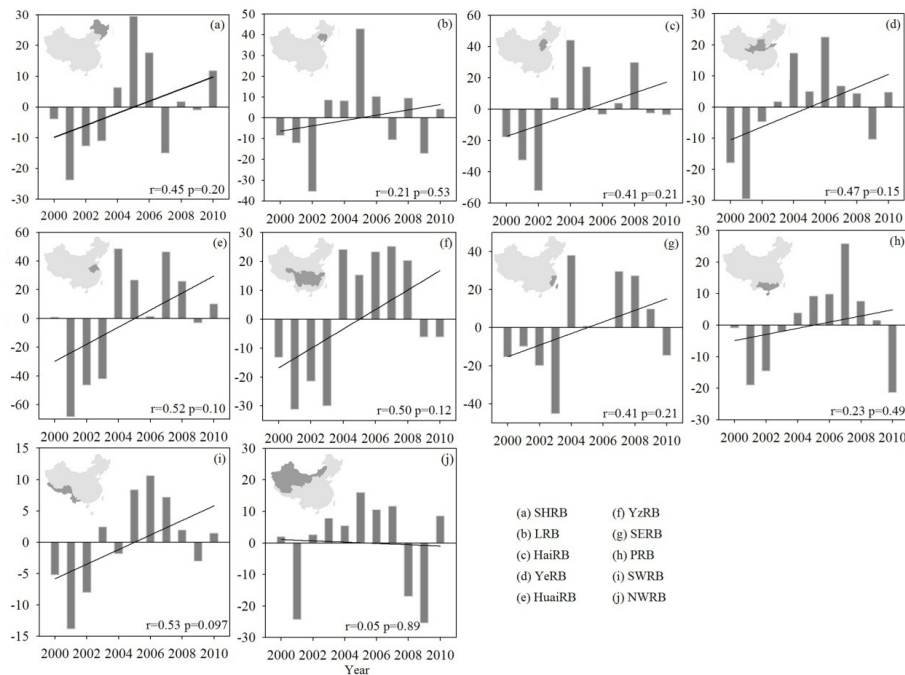 (a)
30
20
10
0
-10
-20
-30
r=0.45 p=0.20
2000 2002 2004 2006 2008 2010
(b)
50
40
30
20
10
0
-10
-20
-30
-40
r=0.21 p=0.53
2000 2002 2004 2006 2008 2010
(c)
60
40
20
0
-20
-40
-60
r=0.41 p=0.21
2000 2002 2004 2006 2008 2010
(d)
30
20
10
0
-10
-20
-30
r=0.47 p=0.15
2000 2002 2004 2006 2008 2010
(e)
60
40
20
0
-20
-40
-60
r=0.52 p=0.10
2000 2002 2004 2006 2008 2010
(f)
30
20
10
0
-10
-20
-30
r=0.50 p=0.12
2000 2002 2004 2006 2008 2010
(g)
40
20
0
-20
-40
r=0.41 p=0.21
2000 2002 2004 2006 2008 2010
(h)
30
20
10
0
-10
-20
-30
r=0.23 p=0.49
2000 2002 2004 2006 2008 2010
(i)
15
10
5
0
-5
-10
-15
r=0.53 p=0.097
2000 2002 2004 2006 2008 2010
(j)
30
20
10
0
-10
-20
-30
r=0.05 p=0.89
2000 2002 2004 2006 2008 2010
Year
(a) SHRB (f) YzRB
(b) LRB (g) SERB
(c) HaiRB (h) PRB
(d) YeRB (i) SWRB
(e) HuaiRB (j) NWRB